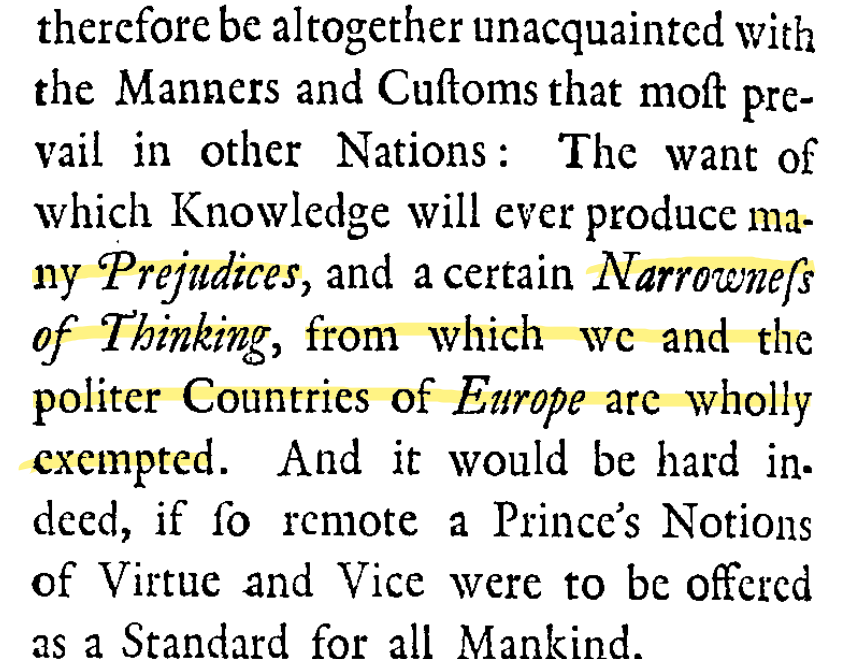 therefore be altogether unacquainted with
the Manners and Cuſtoms that moſt pre-
vail in other Nations: The want of
which Knowledge will ever produce ma-
ny Prejudices, and a certain Narrowneſs
of Thinking, from which we and the
politer Countries of Europe are wholly
exempted. And it would be hard in-
deed, if ſo remote a Prince's Notions
of Virtue and Vice were to be offered
as a Standard for all Mankind.